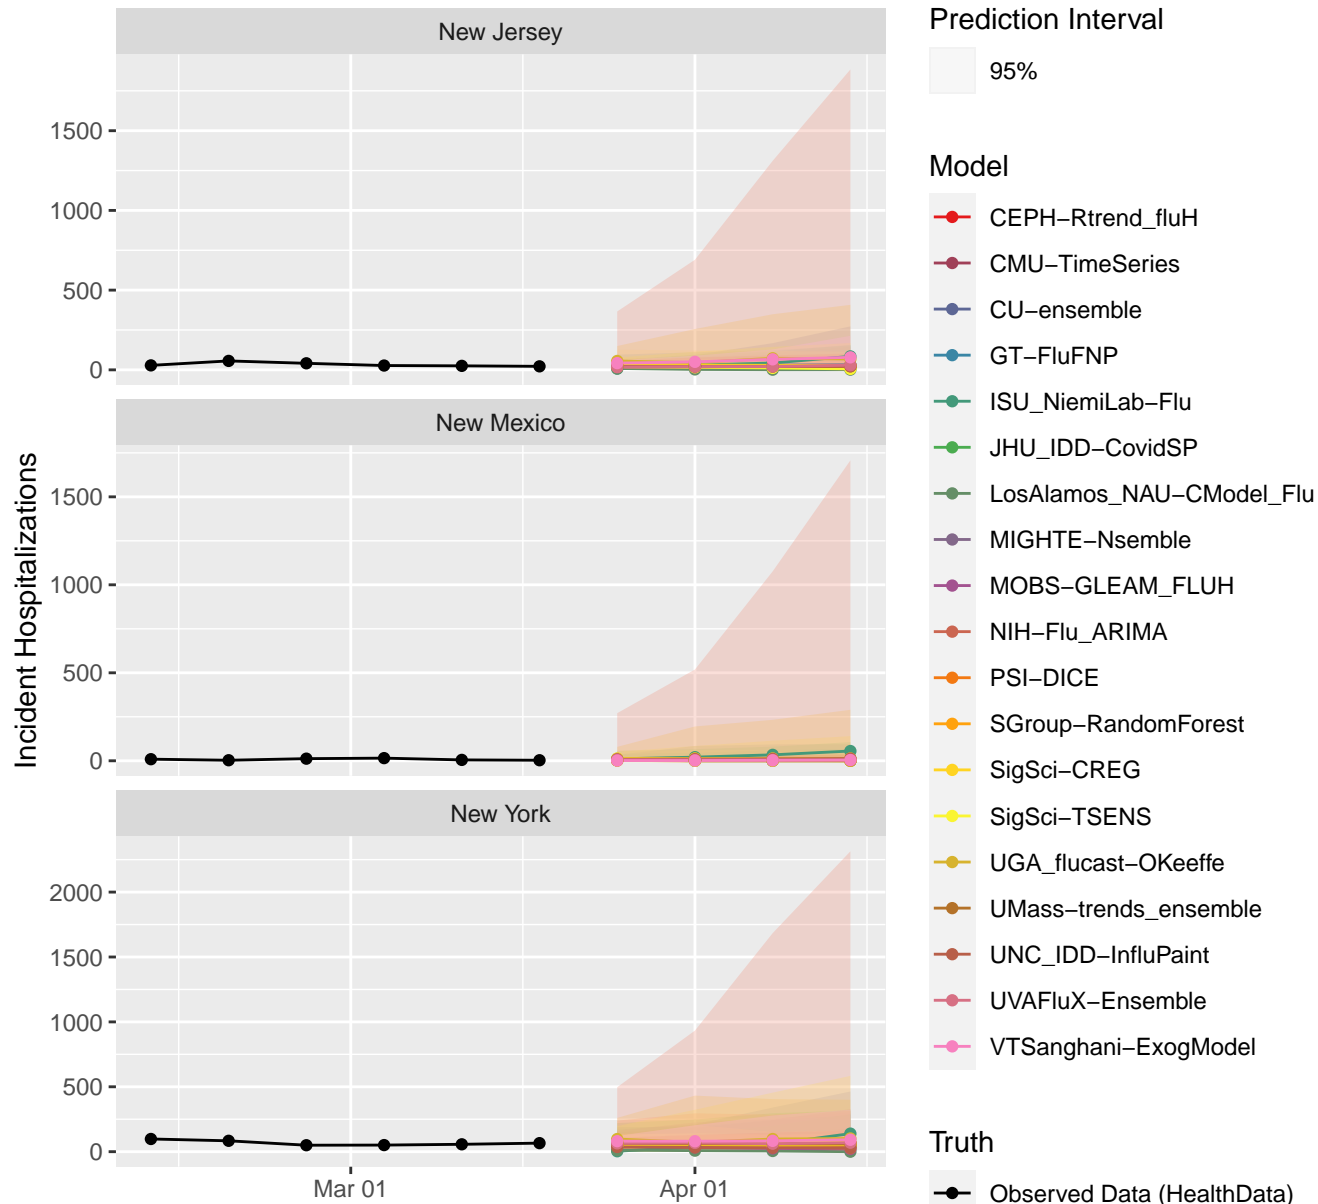 New Jersey
1500
1000
500
0
New Mexico
1500
1000
500
0
New York
2000
1500
1000
500
0
Mar 01
Apr 01
Incident Hospitalizations
Prediction Interval
95%
Model
CEPH−Rtrend_fluH
CMU−TimeSeries
CU−ensemble
GT−FluFNP
ISU_NiemiLab−Flu
JHU_IDD−CovidSP
LosAlamos_NAU−CModel_Flu
MIGHTE−Nsemble
MOBS−GLEAM_FLUH
NIH−Flu_ARIMA
PSI−DICE
SGroup−RandomForest
SigSci−CREG
SigSci−TSENS
UGA_flucast−OKeeffe
UMass−trends_ensemble
UNC_IDD−InfluPaint
UVAFluX−Ensemble
VTSanghani−ExogModel
Truth
Observed Data (HealthData)